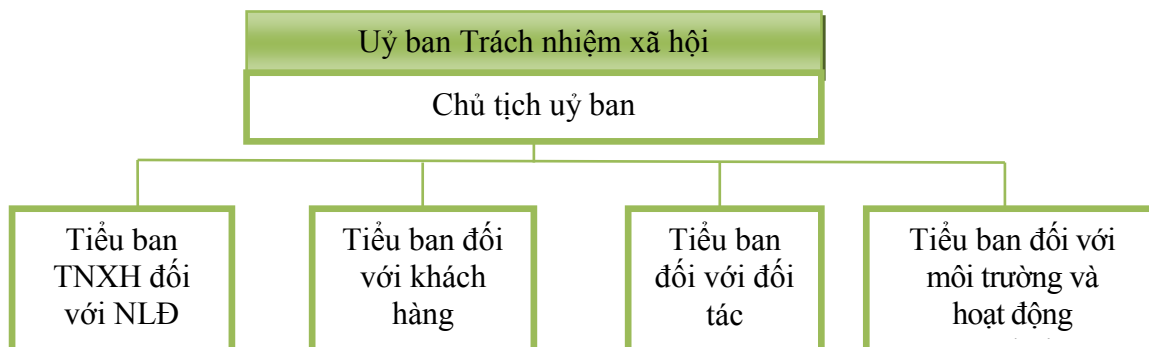 Uỷ ban Trách nhiệm xã hội
Chủ tịch uỷ ban
Tiểu ban
TNXH đối
với NLĐ
Tiểu ban đối
với khách
hàng
Tiểu ban
đối với đối
tác
Tiểu ban đối với
môi trường và
hoạt động